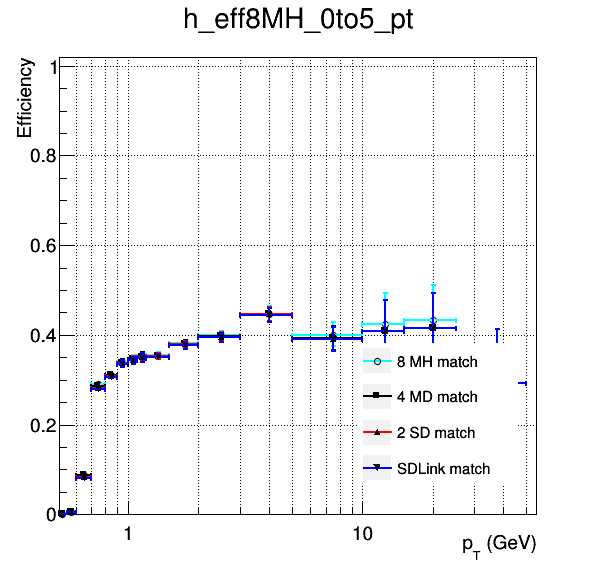 h_eff8MH_0to5_pt
Efficiency
1
0.8
0.6
0.4
0.2
0
8 MH match
4 MD match
2 SD match
SDLink match
1
10
p_T (GeV)